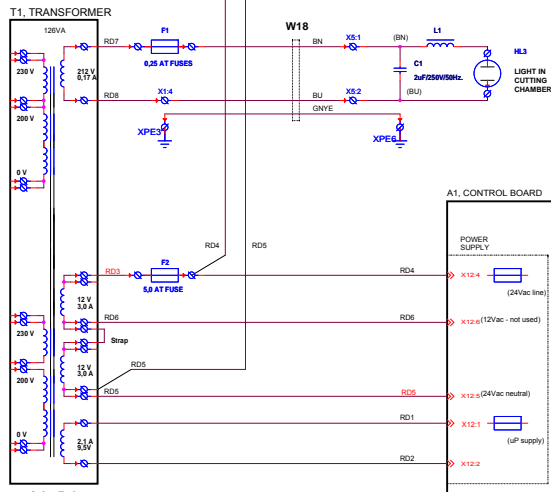 T1, TRANSFORMER
126VA
230 V
200 V
0 V
212 V
0,17 A
RD7
F1
0,25 AT FUSES
W18
BN
X5:1
(BN)
L1
C1
2uF/250V/50Hz.
HL3
LIGHT IN
CUTTING
CHAMBER
RD8
X1:4
BU
X5:2
(BU)
GNYE
XPE3
XPE6
A1, CONTROL BOARD
POWER
SUPPLY
RD4
RD5
RD3
F2
5,0 AT FUSE
RD4
X12:4
(24Vac line)
12 V
3,0 A
RD6
RD6
X12:6
(12Vac - not used)
230 V
Strap
12 V
3,0 A
RD5
200 V
RD5
RD5
X12:5
(24Vac neutral)
RD1
X12:1
(uP supply)
0 V
2,1 A
9,5V
RD2
X12:2